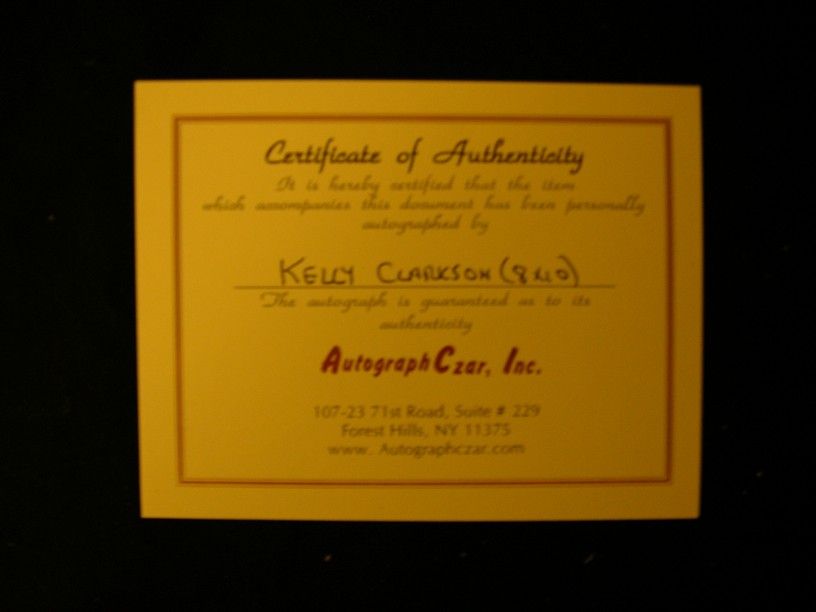 Certificate of Authenticity
It is hereby certified that the item
which accompanies this document has been personally
autographed by
KELLY CLARKSON (8x10)
The autograph is guaranteed as to its
authenticity
AutographCzar, Inc.
107-23 71st Road, Suite # 229
Forest Hills, NY 11375
www. Autographczar.com